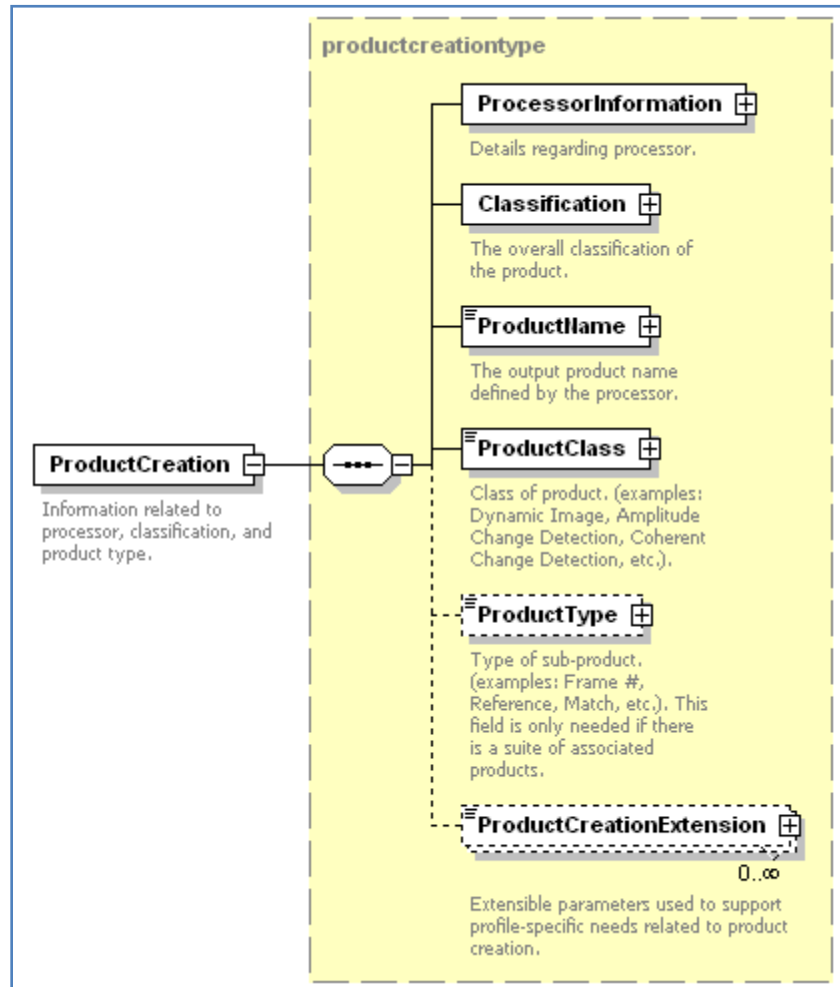 productcreationtype
ProcessorInformation
Details regarding processor.
Classification
The overall classification of
the product.
ProductName
The output product name
defined by the processor.
ProductCreation
Information related to
processor, classification, and
product type.
ProductClass
Class of product. (examples:
Dynamic Image, Amplitude
Change Detection, Coherent
Change Detection, etc.).
ProductType
Type of sub-product.
(examples: Frame #,
Reference, Match, etc.). This
field is only needed if there
is a suite of associated
products.
ProductCreationExtension
0..∞
Extensible parameters used to support
profile-specific needs related to product
creation.